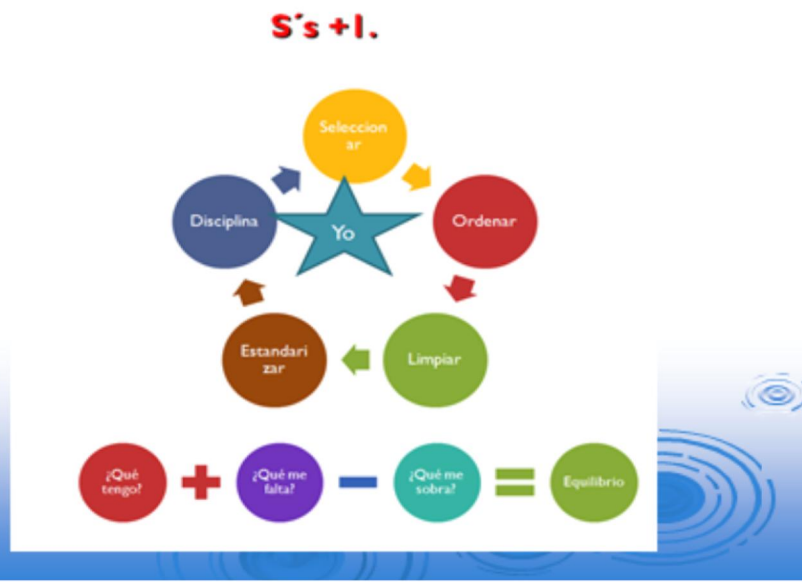 S´s +1.
Seleccion
ar
Disciplina
Yo
Ordenar
Estandari
zar
Limpiar
¿Qué
tengo?
+
¿Qué me
falta?
−
¿Qué me
sobra?
=
Equilibrio